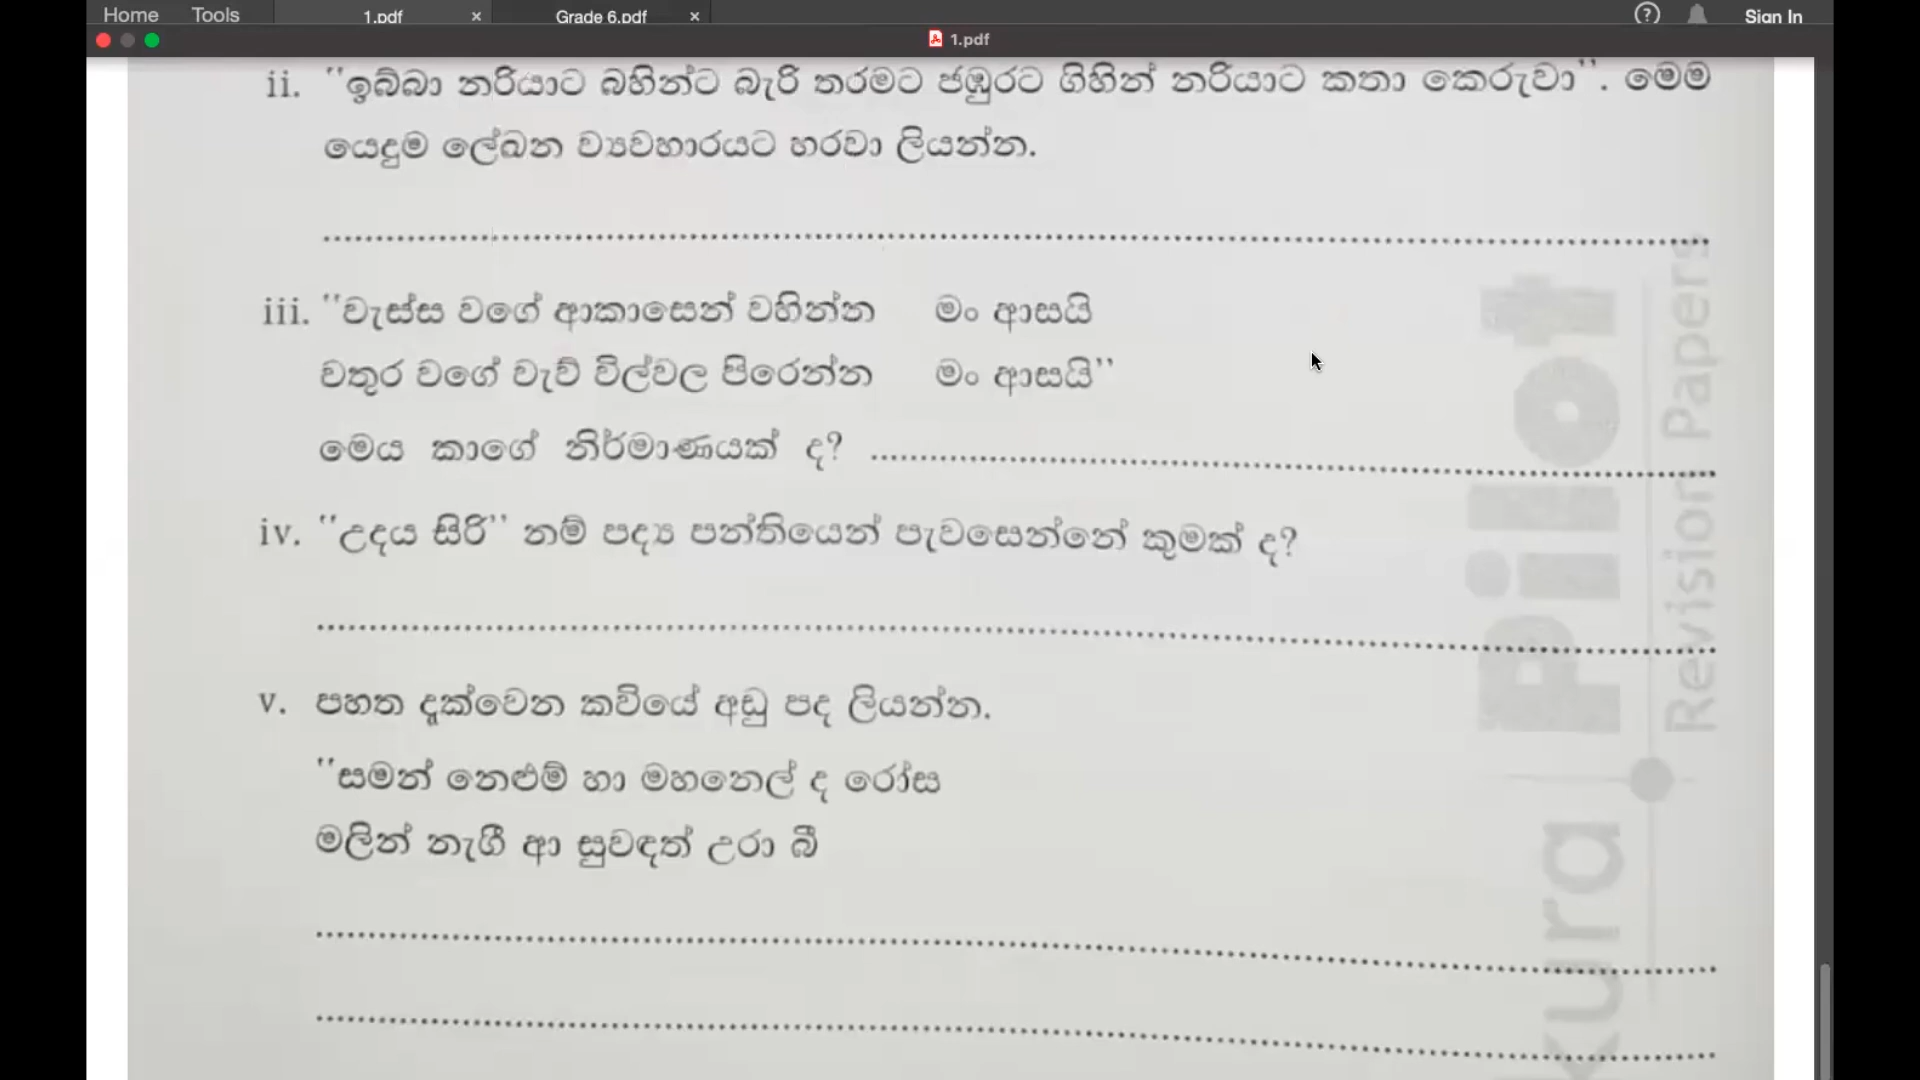 Home Tools 1.pdf × Grade 6.pdf × ? Sign In
1.pdf
ii. "ඉබ්බා නරියාට බහින්ට බැරි තරමට ජඹුරට ගිහින් නරියාට කතා කෙරුවා". මෙම
යෙදුම ලේඛන ව්‍යවහාරයට හරවා ලියන්න.
iii. "වැස්ස වගේ ආකාසෙන් වහින්න මං ආසයි
වතුර වගේ වැව් විල්වල පිරෙන්න මං ආසයි"
මෙය කාගේ නිර්මාණයක් ද?
iv. "උදය සිරි" නම් පද්‍ය පන්තියෙන් පැවසෙන්නේ කුමක් ද?
v. පහත දැක්වෙන කවියේ අඩු පද ලියන්න.
"සමන් නෙළුම් හා මහනෙල් ද රෝස
මලින් නැගී ආ සුවඳත් උරා බී
Pilot
Revision Papers
kura